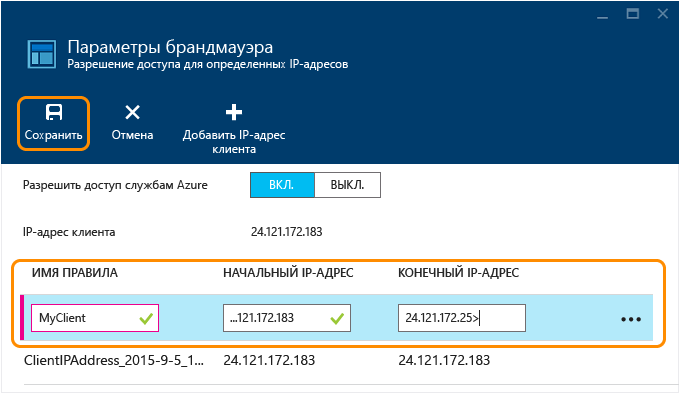 Параметры брандмауэра
Разрешение доступа для определенных IP-адресов
Сохранить
Отмена
Добавить IP-адрес
клиента
Разрешить доступ службам Azure
ВКЛ.
ВЫКЛ.
IP-адрес клиента
24.121.172.183
ИМЯ ПРАВИЛА
НАЧАЛЬНЫЙ IP-АДРЕС
КОНЕЧНЫЙ IP-АДРЕС
MyClient
...121.172.183
24.121.172.25>
ClientIPAddress_2015-9-5_1...
24.121.172.183
24.121.172.183